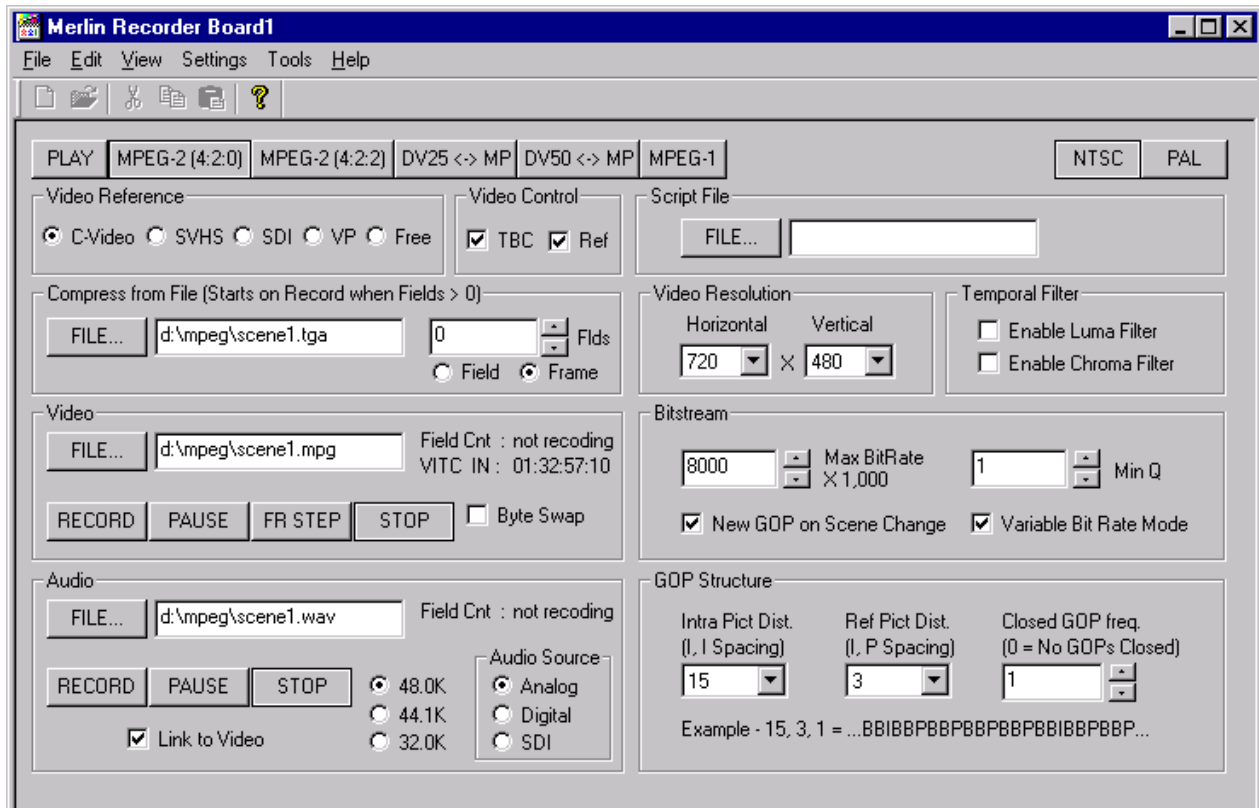 Merlin Recorder Board1
File Edit View Settings Tools Help
PLAY MPEG-2 (4:2:0) MPEG-2 (4:2:2) DV25 <-> MP DV50 <-> MP MPEG-1 NTSC PAL
Video Reference
C-Video SVHS SDI VP Free
Video Control
TBC Ref
Script File
FILE...
Compress from File (Starts on Record when Fields > 0)
FILE... d:\mpeg\scene1.tga 0 Flds
Field Frame
Video Resolution
Horizontal Vertical
720 X 480
Temporal Filter
Enable Luma Filter
Enable Chroma Filter
Video
FILE... d:\mpeg\scene1.mpg Field Cnt : not recoding
VITC IN : 01:32:57:10
RECORD PAUSE FR STEP STOP Byte Swap
Bitstream
8000 Max BitRate
X 1,000
1 Min Q
New GOP on Scene Change Variable Bit Rate Mode
Audio
FILE... d:\mpeg\scene1.wav Field Cnt : not recoding
RECORD PAUSE STOP
Link to Video
48.0K
44.1K
32.0K
Audio Source
Analog
Digital
SDI
GOP Structure
Intra Pict Dist.
(I, I Spacing)
15
Ref Pict Dist.
(I, P Spacing)
3
Closed GOP freq.
(0 = No GOPs Closed)
1
Example - 15, 3, 1 = ...BBIBBPBBPBBPBBPBBIBBPBBP...